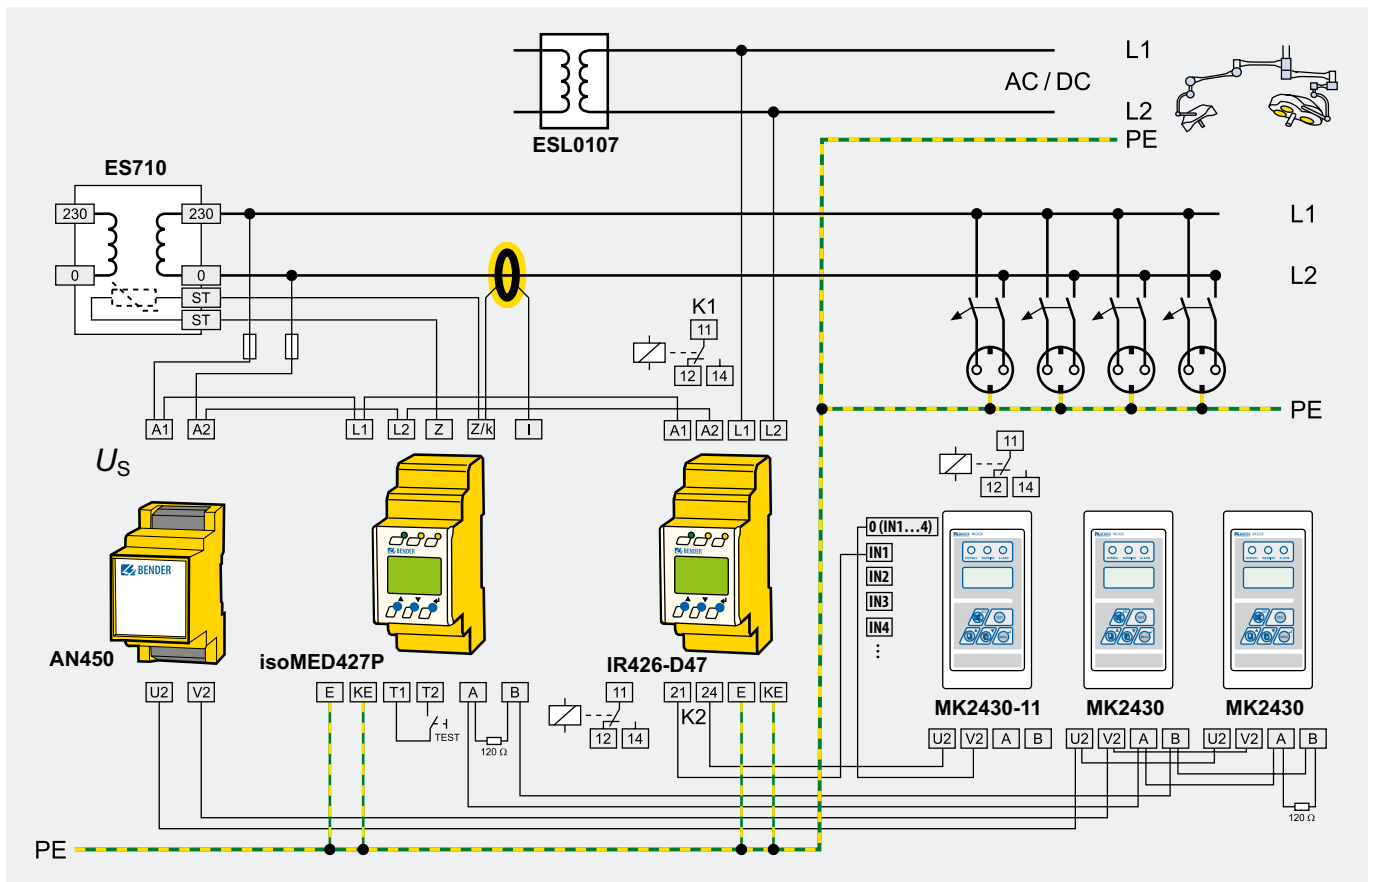 L1
AC / DC
L2
PE
ESL0107
ES710
230
230
0
0
ST
ST
L1
L2
K1
11
12
14
PE
A1
A2
L1
L2
Z
Z/k
I
A1
A2
L1
L2
US
11
12
14
0 (IN1...4)
IN1
IN2
IN3
IN4
BENDER
BENDER
BENDER
AN450
isoMED427P
IR426-D47
MK2430-11
MK2430
MK2430
U2
V2
E
KE
T1
T2
A
B
11
21
24
E
KE
K2
12
14
TEST
120 Ω
U2
V2
A
B
U2
V2
A
B
U2
V2
A
B
120 Ω
PE